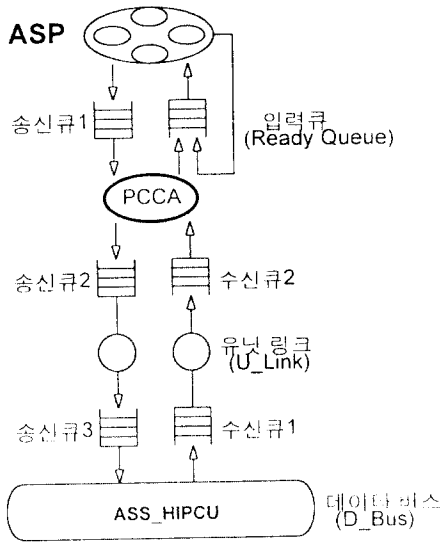 ASP
송신큐1
입력큐
(Ready Queue)
PCCA
송신큐2
수신큐2
유닛 링크
(U_Link)
송신큐3
수신큐1
ASS_HIPCU
데이타 버스
(D_Bus)